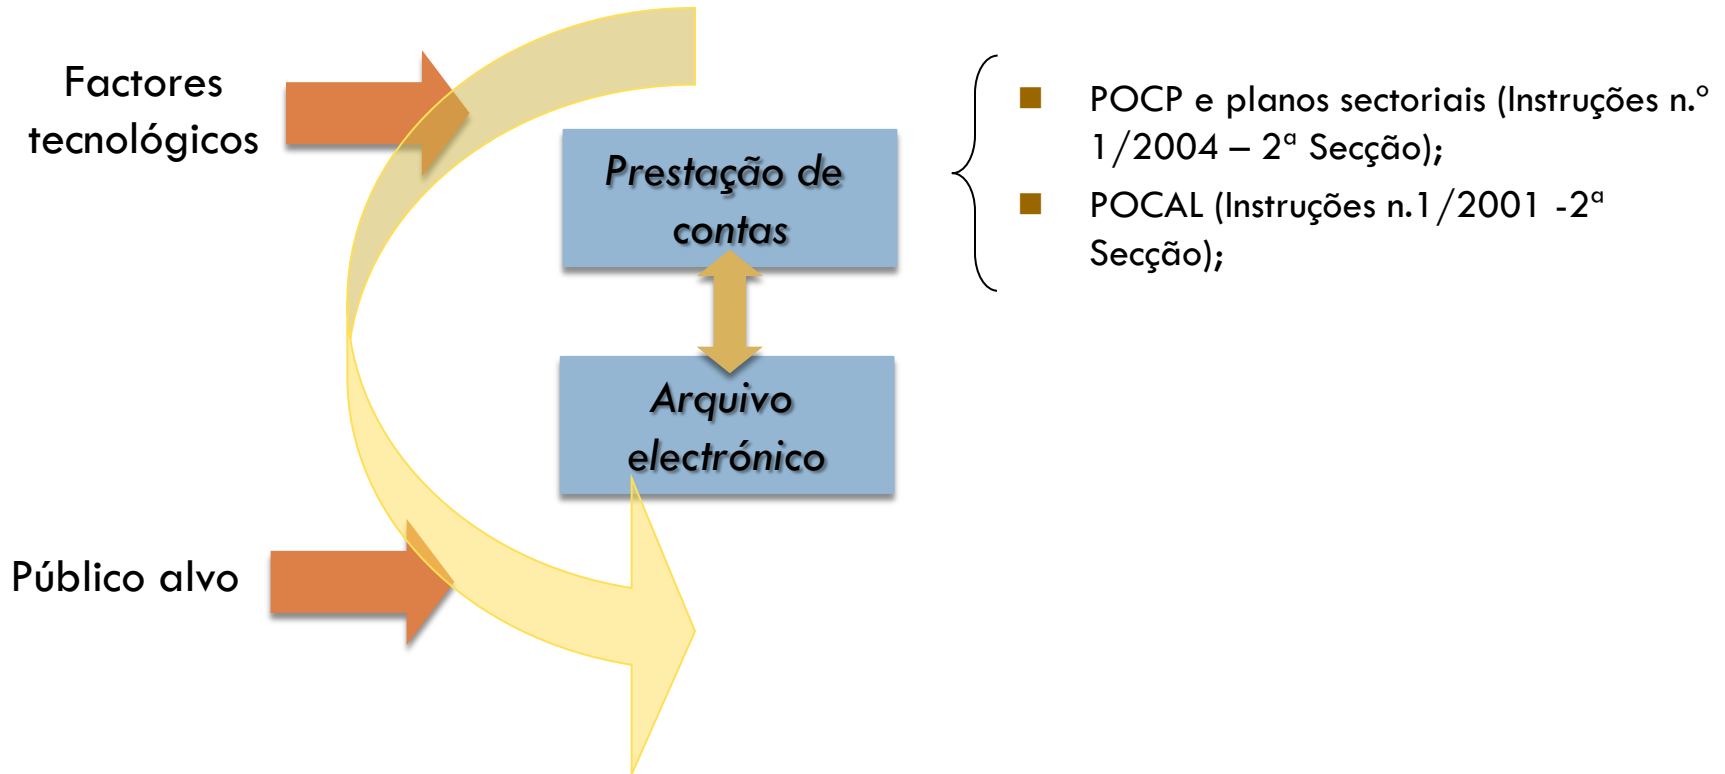 Factores
tecnológicos
Prestação de
contas
POCP e planos sectoriais (Instruções n.º
1/2004 – 2ª Secção);
POCAL (Instruções n.1/2001 -2ª
Secção);
Arquivo
electrónico
Público alvo